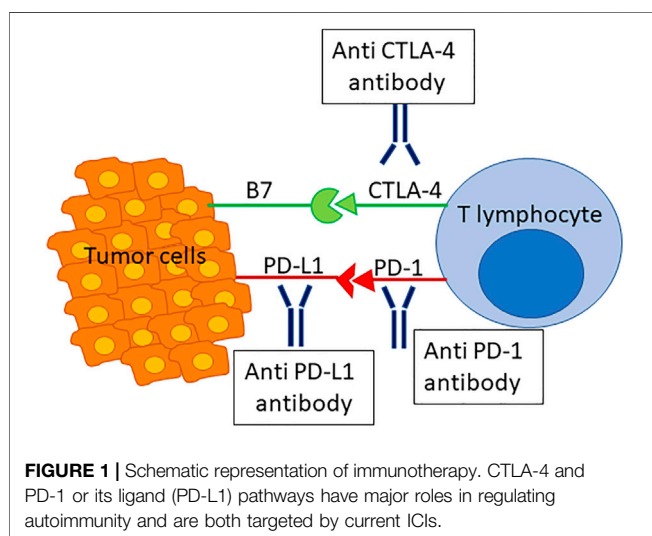 Anti CTLA-4
antibody
B7
CTLA-4
T lymphocyte
Tumor cells
PD-L1
PD-1
Anti PD-L1
antibody
Anti PD-1
antibody
FIGURE 1 | Schematic representation of immunotherapy. CTLA-4 and
PD-1 or its ligand (PD-L1) pathways have major roles in regulating
autoimmunity and are both targeted by current ICIs.